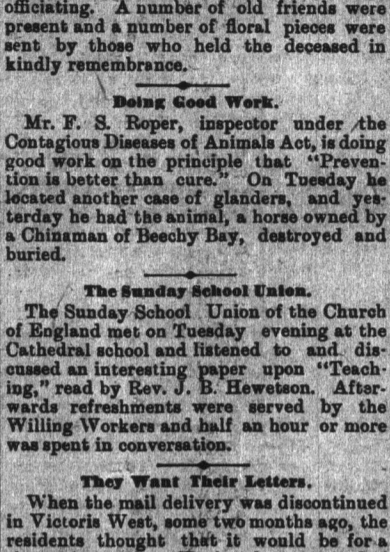 officiating. A number of old friends were
present and a number of floral pieces were
sent by those who held the deceased in
kindly remembrance.
Doing Good Work.
Mr. F. S. Roper, inspector under the
Contagious Diseases of Animals Act, is doing
good work on the principle that "Preven-
tion is better than cure." On Tuesday he
located another case of glanders, and yes-
terday he had the animal, a horse owned by
a Chinaman of Beechy Bay, destroyed and
buried.
The Sunday School Union.
The Sunday School Union of the Church
of England met on Tuesday evening at the
Cathedral school and listened to and dis-
cussed an interesting paper upon "Teach-
ing," read by Rev. J. B. Hewetson. After-
wards refreshments were served by the
Willing Workers and half an hour or more
was spent in conversation.
They Want Their Letters.
When the mail delivery was discontinued
in Victoria West, some two months ago, the
residents thought that it would be for a